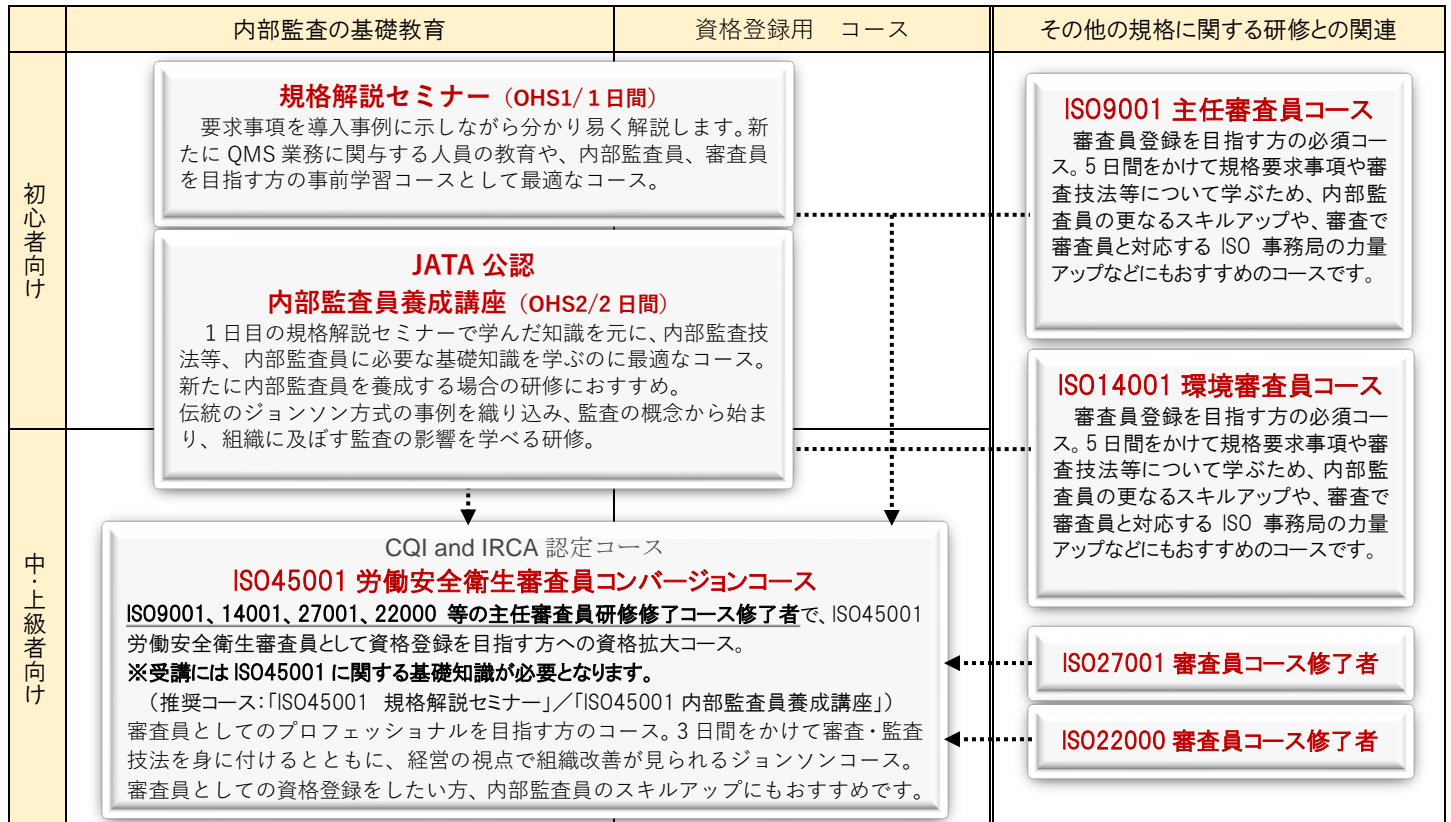 内部監査の基礎教育
資格登録用　コース
その他の規格に関する研修との関連
初心者向け
規格解説セミナー（OHS1/１日間）
要求事項を導入事例に示しながら分かり易く解説します。新
たに QMS 業務に関与する人員の教育や、内部監査員、審査員
を目指す方の事前学習コースとして最適なコース。
JATA 公認
内部監査員養成講座（OHS2/2 日間）
１日目の規格解説セミナーで学んだ知識を元に、内部監査技
法等、内部監査員に必要な基礎知識を学ぶのに最適なコース。
新たに内部監査員を養成する場合の研修におすすめ。
伝統のジョンソン方式の事例を織り込み、監査の概念から始ま
り、組織に及ぼす監査の影響を学べる研修。
ISO9001 主任審査員コース
審査員登録を目指す方の必須コー
ス。5 日間をかけて規格要求事項や審
査技法等について学ぶため、内部監
査員の更なるスキルアップや、審査で
審査員と対応する ISO 事務局の力量
アップなどにもおすすめのコースです。
ISO14001 環境審査員コース
審査員登録を目指す方の必須コー
ス。5 日間をかけて規格要求事項や審
査技法等について学ぶため、内部監
査員の更なるスキルアップや、審査で
審査員と対応する ISO 事務局の力量
アップなどにもおすすめのコースです。
中・上級者向け
CQI and IRCA 認定コース
ISO45001 労働安全衛生審査員コンバージョンコース
ISO9001、14001、27001、22000 等の主任審査員研修修了コース修了者で、ISO45001
労働安全衛生審査員として資格登録を目指す方への資格拡大コース。
※受講には ISO45001 に関する基礎知識が必要となります。
（推奨コース：「ISO45001　規格解説セミナー」／「ISO45001 内部監査員養成講座」）
審査員としてのプロフェッショナルを目指す方のコース。3 日間をかけて審査・監査
技法を身に付けるとともに、経営の視点で組織改善が見られるジョンソンコース。
審査員としての資格登録をしたい方、内部監査員のスキルアップにもおすすめです。
ISO27001 審査員コース修了者
ISO22000 審査員コース修了者